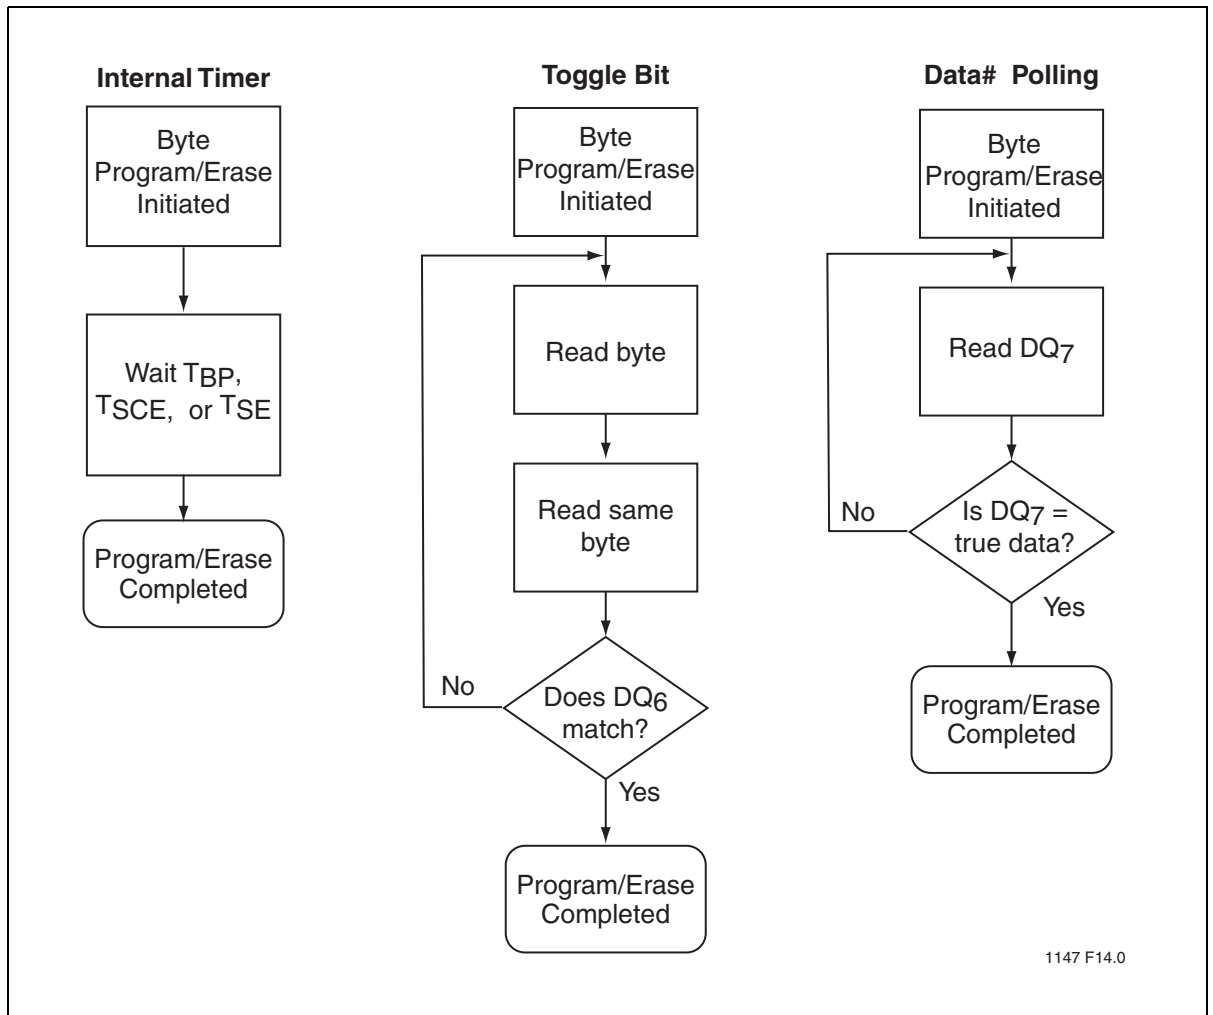 Internal Timer
Byte
Program/Erase
Initiated
Wait TBP,
TSCE, or TSE
Program/Erase
Completed
Toggle Bit
Byte
Program/Erase
Initiated
Read byte
Read same
byte
Does DQ6
match?
No
Yes
Program/Erase
Completed
Data# Polling
Byte
Program/Erase
Initiated
Read DQ7
Is DQ7 =
true data?
No
Yes
Program/Erase
Completed
1147 F14.0